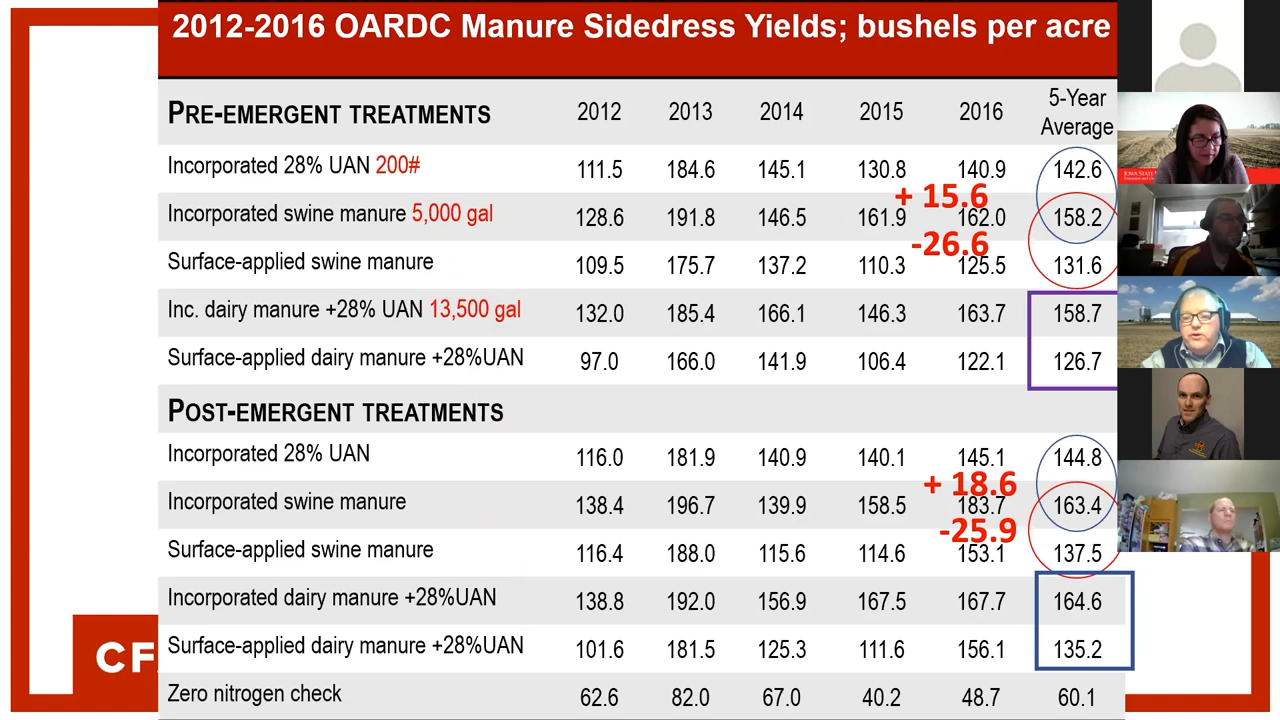 2012-2016 OARDC Manure Sidedress Yields; bushels per acre
PRE-EMERGENT TREATMENTS 2012 2013 2014 2015 2016 5-Year Average
Incorporated 28% UAN 200# 111.5 184.6 145.1 130.8 140.9 142.6
+ 15.6
Incorporated swine manure 5,000 gal 128.6 191.8 146.5 161.9 162.0 158.2
-26.6
Surface-applied swine manure 109.5 175.7 137.2 110.3 125.5 131.6
Inc. dairy manure +28% UAN 13,500 gal 132.0 185.4 166.1 146.3 163.7 158.7
Surface-applied dairy manure +28%UAN 97.0 166.0 141.9 106.4 122.1 126.7
POST-EMERGENT TREATMENTS
Incorporated 28% UAN 116.0 181.9 140.9 140.1 145.1 144.8
+ 18.6
Incorporated swine manure 138.4 196.7 139.9 158.5 183.7 163.4
-25.9
Surface-applied swine manure 116.4 188.0 115.6 114.6 153.1 137.5
Incorporated dairy manure +28%UAN 138.8 192.0 156.9 167.5 167.7 164.6
Surface-applied dairy manure +28%UAN 101.6 181.5 125.3 111.6 156.1 135.2
Zero nitrogen check 62.6 82.0 67.0 40.2 48.7 60.1
CF
IOWA STATE